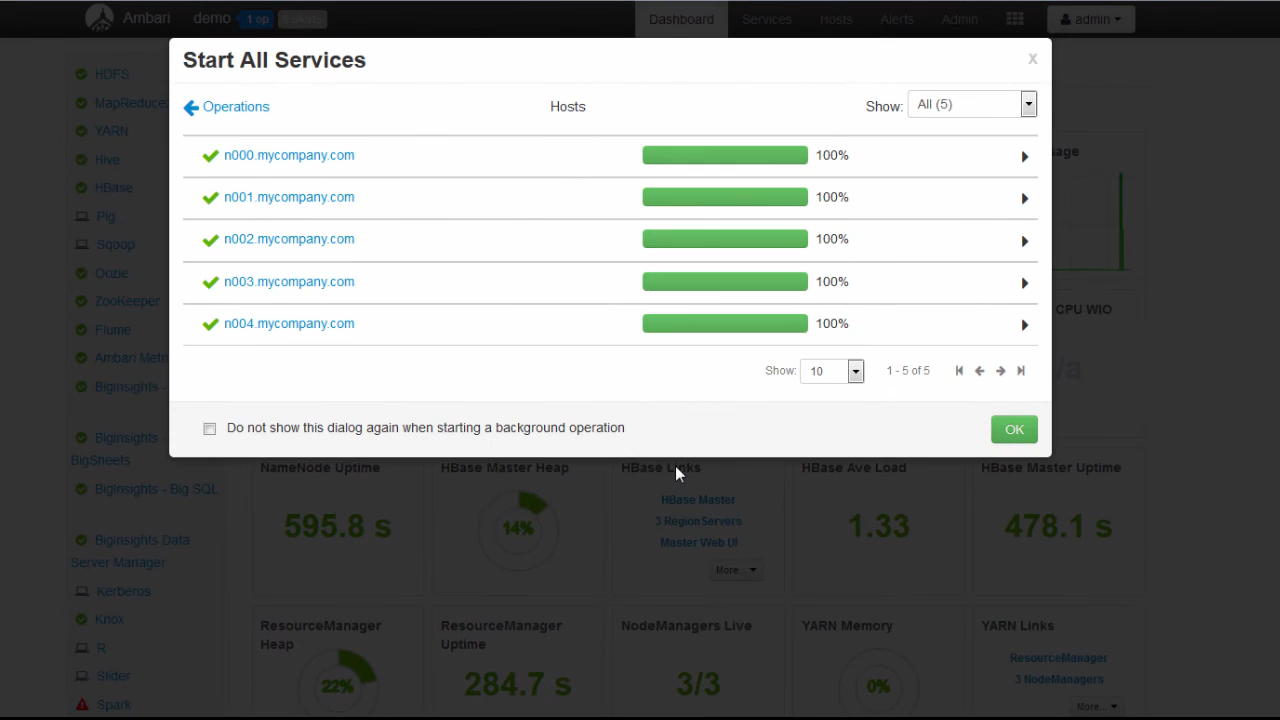 Ambari demo 1 op 0 alerts Dashboard Services Hosts Alerts Admin admin
Start All Services x
Operations Hosts Show: All (5)
n000.mycompany.com 100%
n001.mycompany.com 100%
n002.mycompany.com 100%
n003.mycompany.com 100%
n004.mycompany.com 100%
Show: 10 1 - 5 of 5
Do not show this dialog again when starting a background operation OK
HDFS
MapReduce
YARN
Hive
HBase
Pig
Sqoop
Oozie
ZooKeeper
Flume
Ambari Metri
BigInsights -
BigInsights -
BigSheets
BigInsights - Big SQL
BigInsights Data
Server Manager
Kerberos
Knox
R
Slider
Spark
sage
CPU WIO
/a
NameNode Uptime
595.8 s
HBase Master Heap
14%
HBase Links
HBase Master
3 RegionServers
Master Web UI
More...
HBase Ave Load
1.33
HBase Master Uptime
478.1 s
ResourceManager
Heap
22%
ResourceManager
Uptime
284.7 s
NodeManagers Live
3/3
YARN Memory
0%
YARN Links
ResourceManager
3 NodeManagers
More...